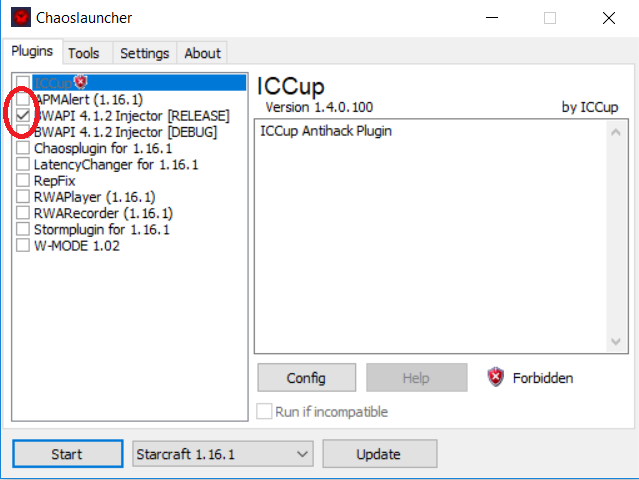 Chaoslauncher
Plugins Tools Settings About
ICCup
APMAlert (1.16.1)
BWAPI 4.1.2 Injector [RELEASE]
BWAPI 4.1.2 Injector [DEBUG]
Chaosplugin for 1.16.1
LatencyChanger for 1.16.1
RepFix
RWAPlayer (1.16.1)
RWARecorder (1.16.1)
Stormplugin for 1.16.1
W-MODE 1.02
ICCup
Version 1.4.0.100 by ICCup
ICCup Antihack Plugin
Config Help Forbidden
Run if incompatible
Start Starcraft 1.16.1 Update